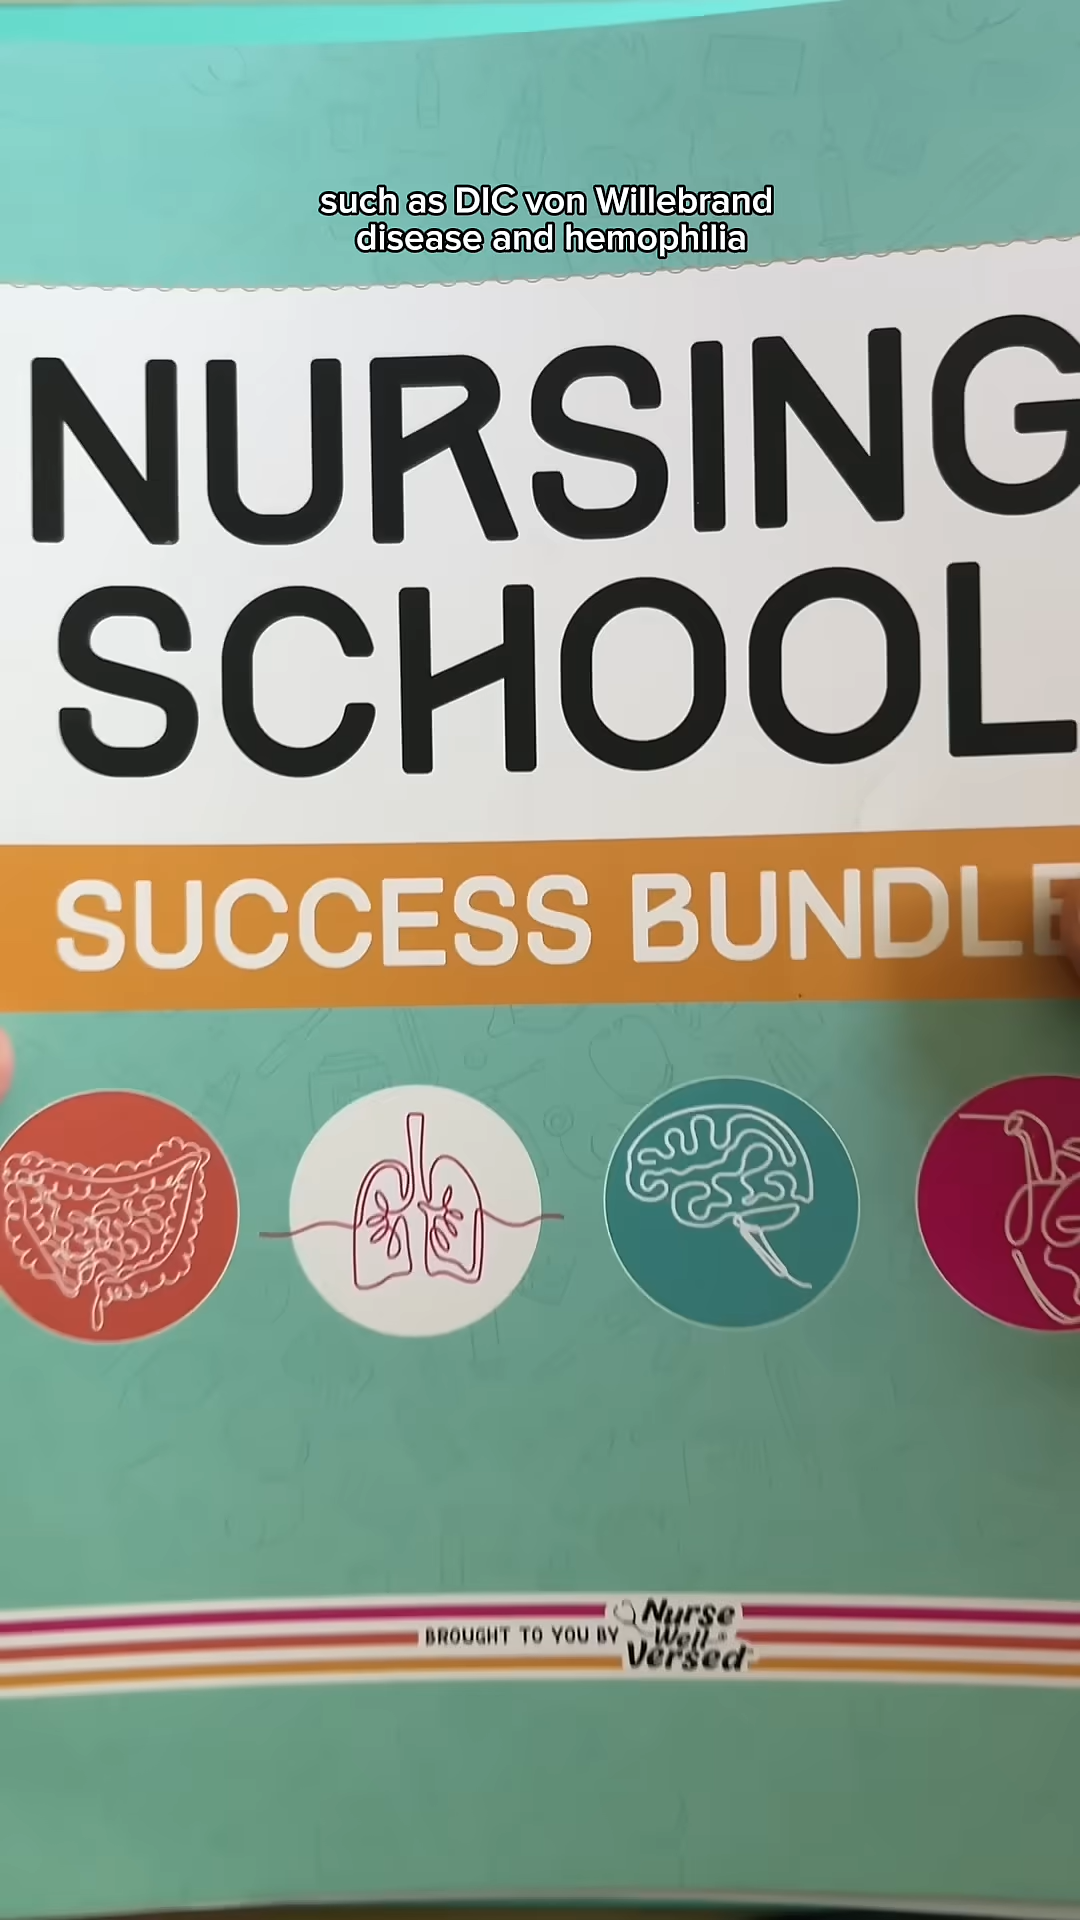 such as DIC von Willebrand
disease and hemophilia
NURSING
SCHOOL
SUCCESS BUNDLE
BROUGHT TO YOU BY
Nurse
Well
Versed